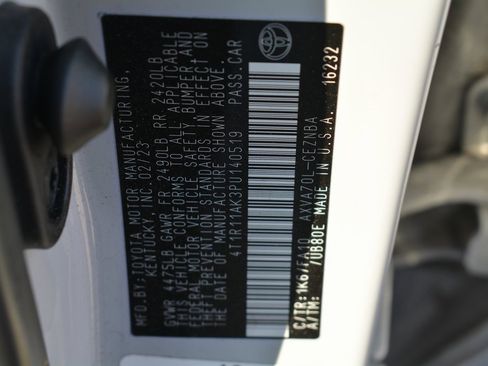 MFD.BY:TOYOTA MOTOR MANUFACTURING,
KENTUCKY, INC. 02/23
GVWR 4475LB GAWR FR 2490LB RR 2420LB
THIS VEHICLE CONFORMS TO ALL APPLICABLE
FEDERAL MOTOR VEHICLE SAFETY, BUMPER AND
THEFT PREVENTION STANDARDS IN EFFECT ON
THE DATE OF MANUFACTURE SHOWN ABOVE.
4T1R11AK3PU140519 PASS.CAR
C/TR:1K6/FA10 AXVA70L-CEZNBA
A/TM: /UB80E MADE IN U.S.A. 16232